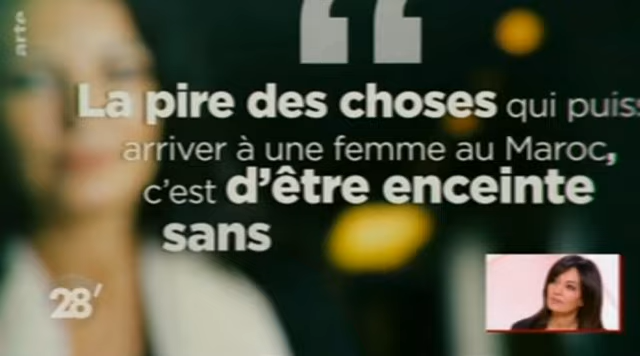 arte
La pire des choses qui puiss
arriver à une femme au Maroc,
c'est d'être enceinte
sans
28'